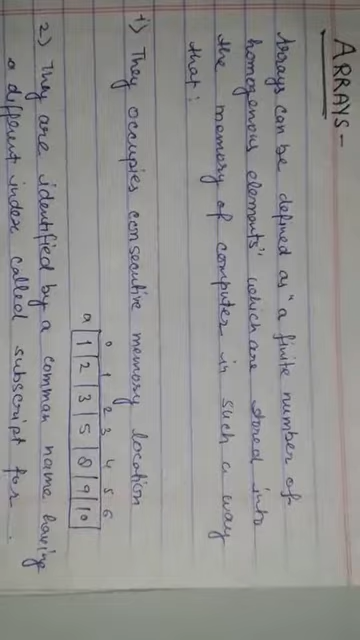 ARRAYS -
Arrays can be defined as "a finite number of
homogenous elements", which are stored into
the memory of computer in such a way
that:
1) They occupies consecutive memory location
0 1 2 3 4 5 6
a 1 2 3 5 8 9 10
2) They are identified by a comman name having
a different index called subscript for.